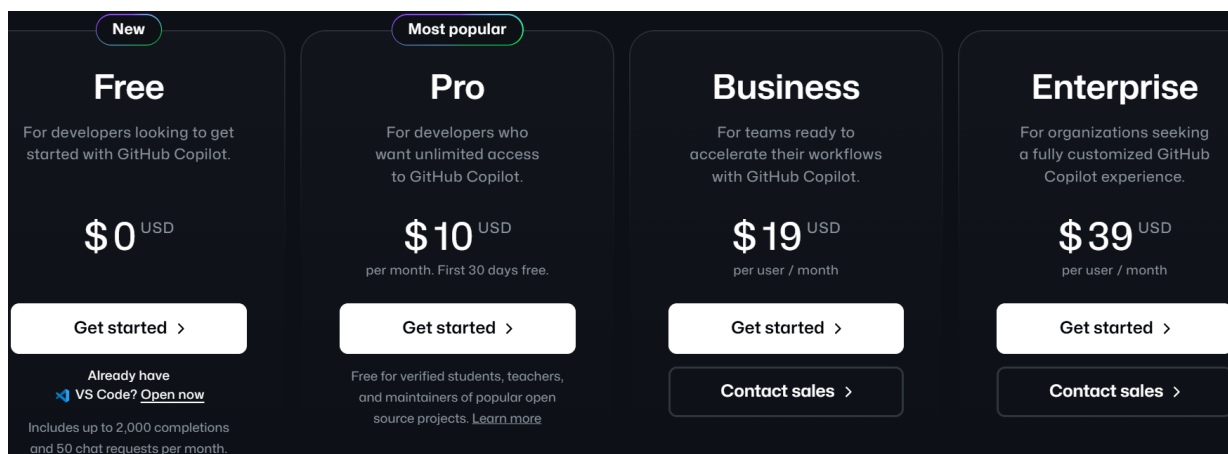 New
Free
For developers looking to get
started with GitHub Copilot.
$0 USD
Get started >
Already have
VS Code? Open now
Includes up to 2,000 completions
and 50 chat requests per month.
Most popular
Pro
For developers who
want unlimited access
to GitHub Copilot.
$10 USD
per month. First 30 days free.
Get started >
Free for verified students, teachers,
and maintainers of popular open
source projects. Learn more
Business
For teams ready to
accelerate their workflows
with GitHub Copilot.
$19 USD
per user / month
Get started >
Contact sales >
Enterprise
For organizations seeking
a fully customized GitHub
Copilot experience.
$39 USD
per user / month
Get started >
Contact sales >